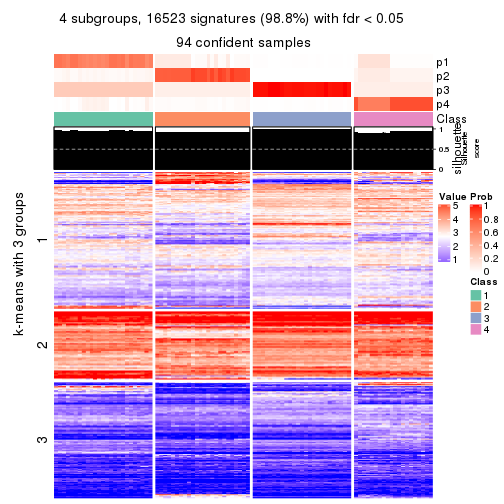 4 subgroups, 16523 signatures (98.8%) with fdr < 0.05
94 confident samples
p1
p2
p3
p4
Class
1
0.5
0
silhouette
Silhouette
score
k-means with 3 groups
1
2
3
Value
5
4
3
2
1
Prob
1
0.8
0.6
0.4
0.2
0
Class
1
2
3
4